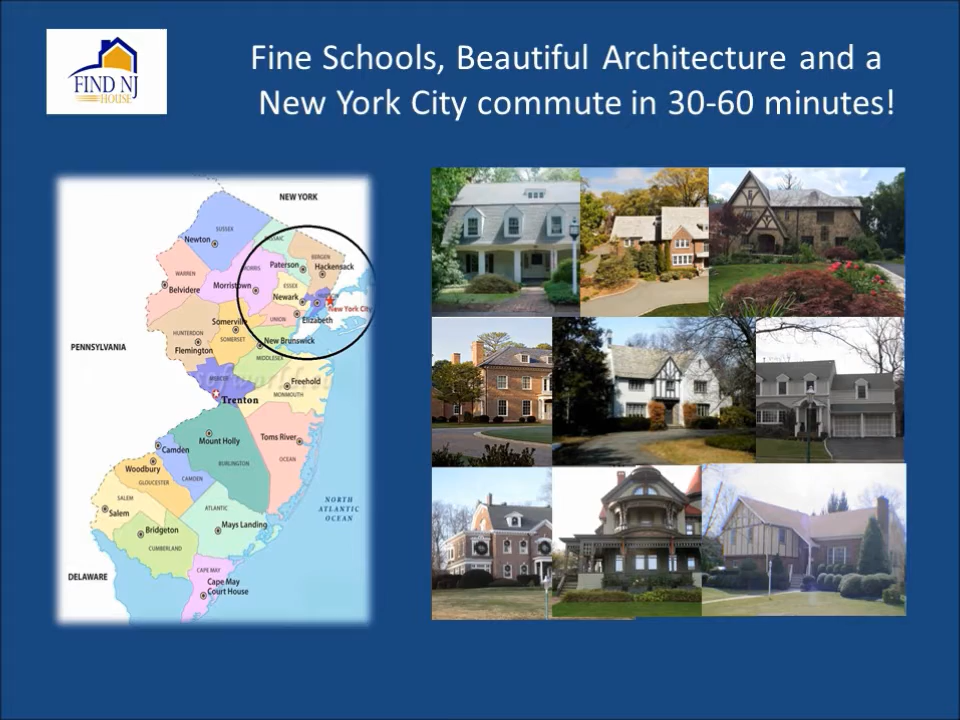 FIND NJ
HOUSE
Fine Schools, Beautiful Architecture and a
New York City commute in 30-60 minutes!
NEW YORK
SUSSEX
Newton
PASSAIC
BERGEN
Paterson
Hackensack
WARREN
MORRIS
Belvidere
Morristown
ESSEX
Newark
New York City
Elizabeth
UNION
Somerville
HUNTERDON
SOMERSET
New Brunswick
PENNSYLVANIA
Flemington
MIDDLESEX
MERCER
Freehold
MONMOUTH
Trenton
Mount Holly
Toms River
Camden
OCEAN
Woodbury
BURLINGTON
GLOUCESTER
CAMDEN
SALEM
ATLANTIC
NORTH
ATLANTIC
OCEAN
Salem
Mays Landing
Bridgeton
CUMBERLAND
CAPE MAY
DELAWARE
Cape May
Court House